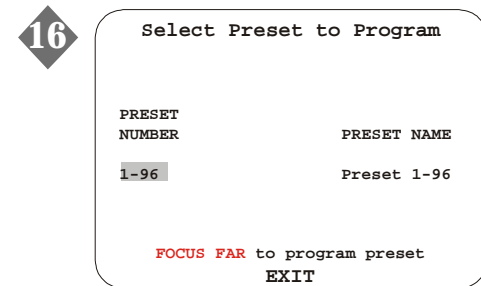 16
Select Preset to Program
PRESET
NUMBER PRESET NAME
1-96 Preset 1-96
FOCUS FAR to program preset
EXIT